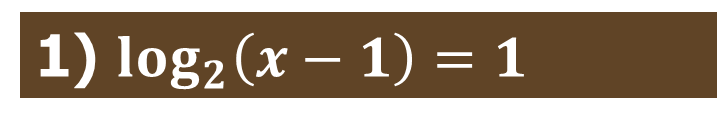 1) log₂(x − 1) = 1